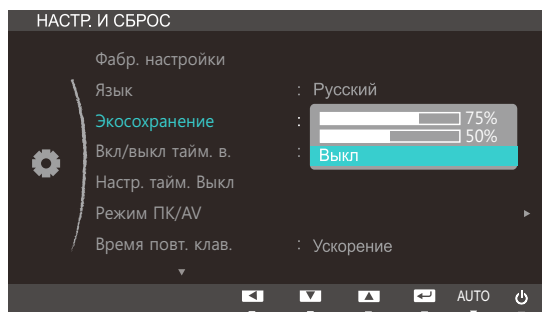 НАСТР. И СБРОС
Фабр. настройки
Язык : Русский
Экосохранение : 75%
50%
Вкл/выкл тайм. в. : Выкл
Настр. тайм. Выкл
Режим ПК/AV
Время повт. клав. : Ускорение
AUTO